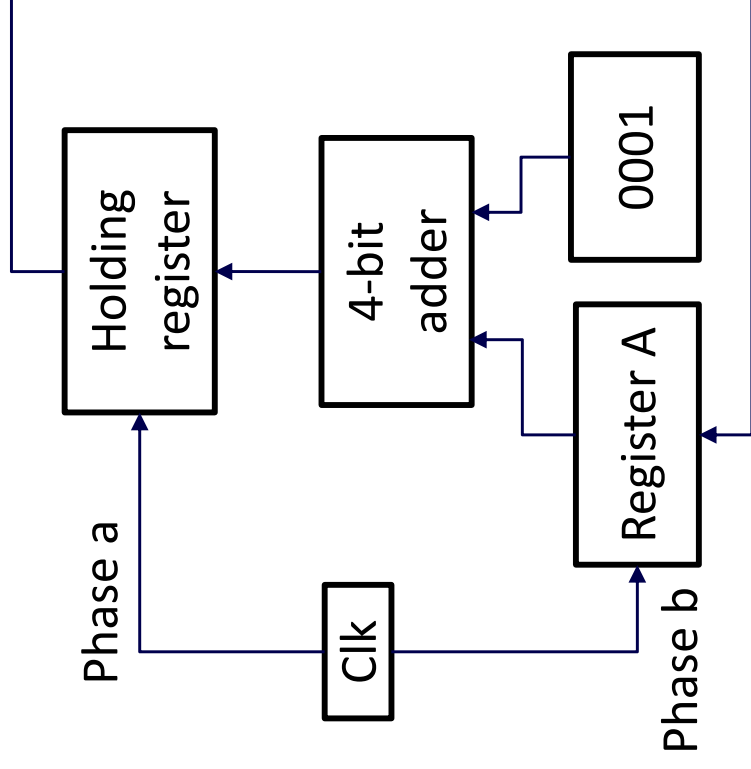 Phase a
Holding
register
Clk
4-bit
adder
Register A
0001
Phase b